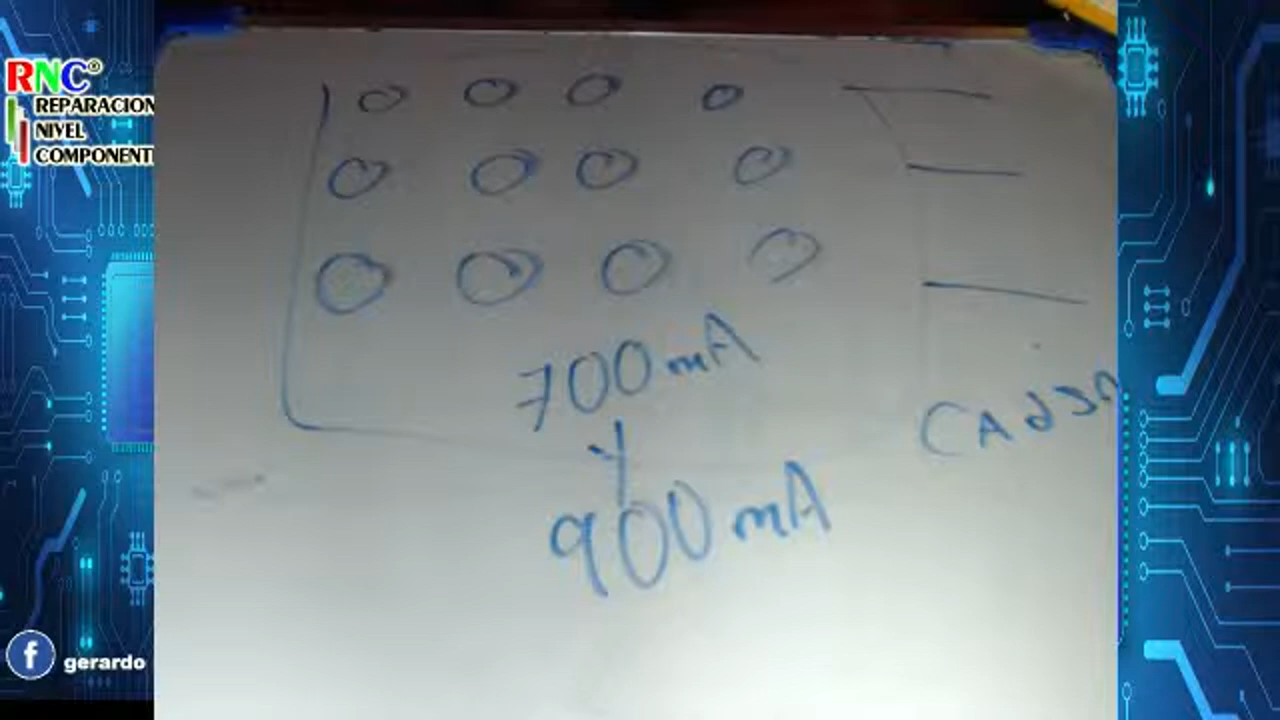 RNC®
REPARACION
NIVEL
COMPONENT
700mA
y
900mA
f gerardo